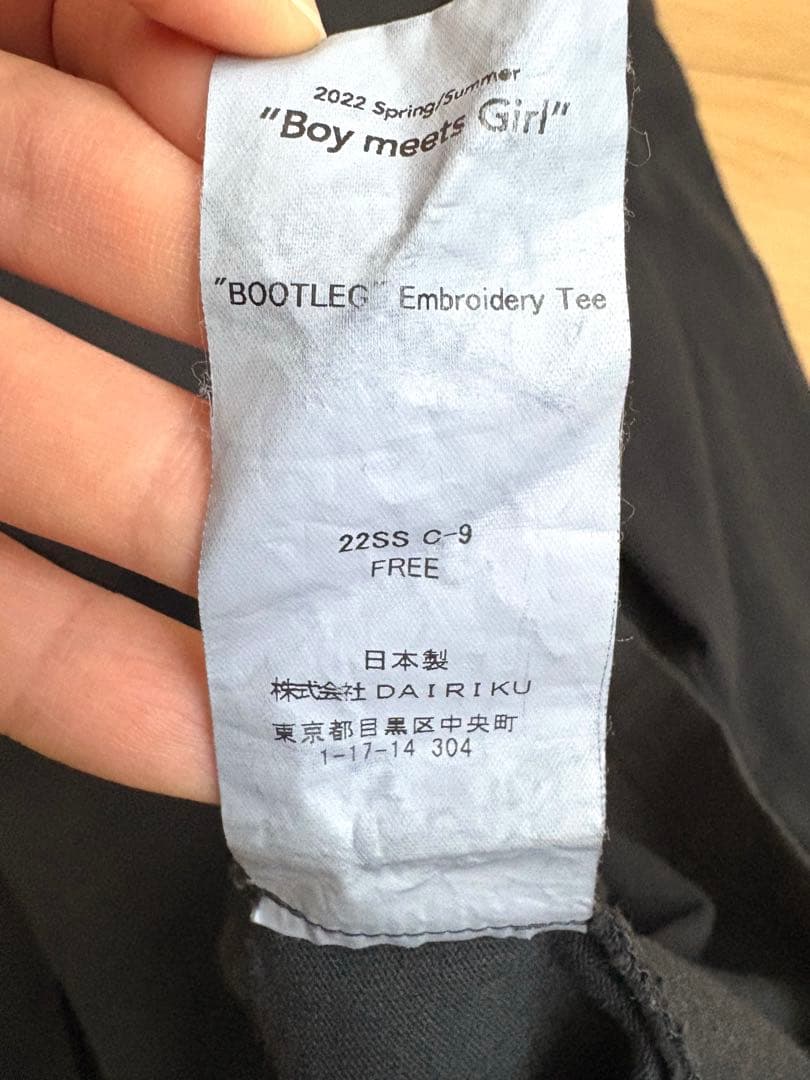 2022 Spring/Summer
"Boy meets Girl"
"BOOTLEG" Embroidery Tee
22SS C-9
FREE
日本製
株式会社 DAIRIKU
東京都目黒区中央町
1-17-14 304